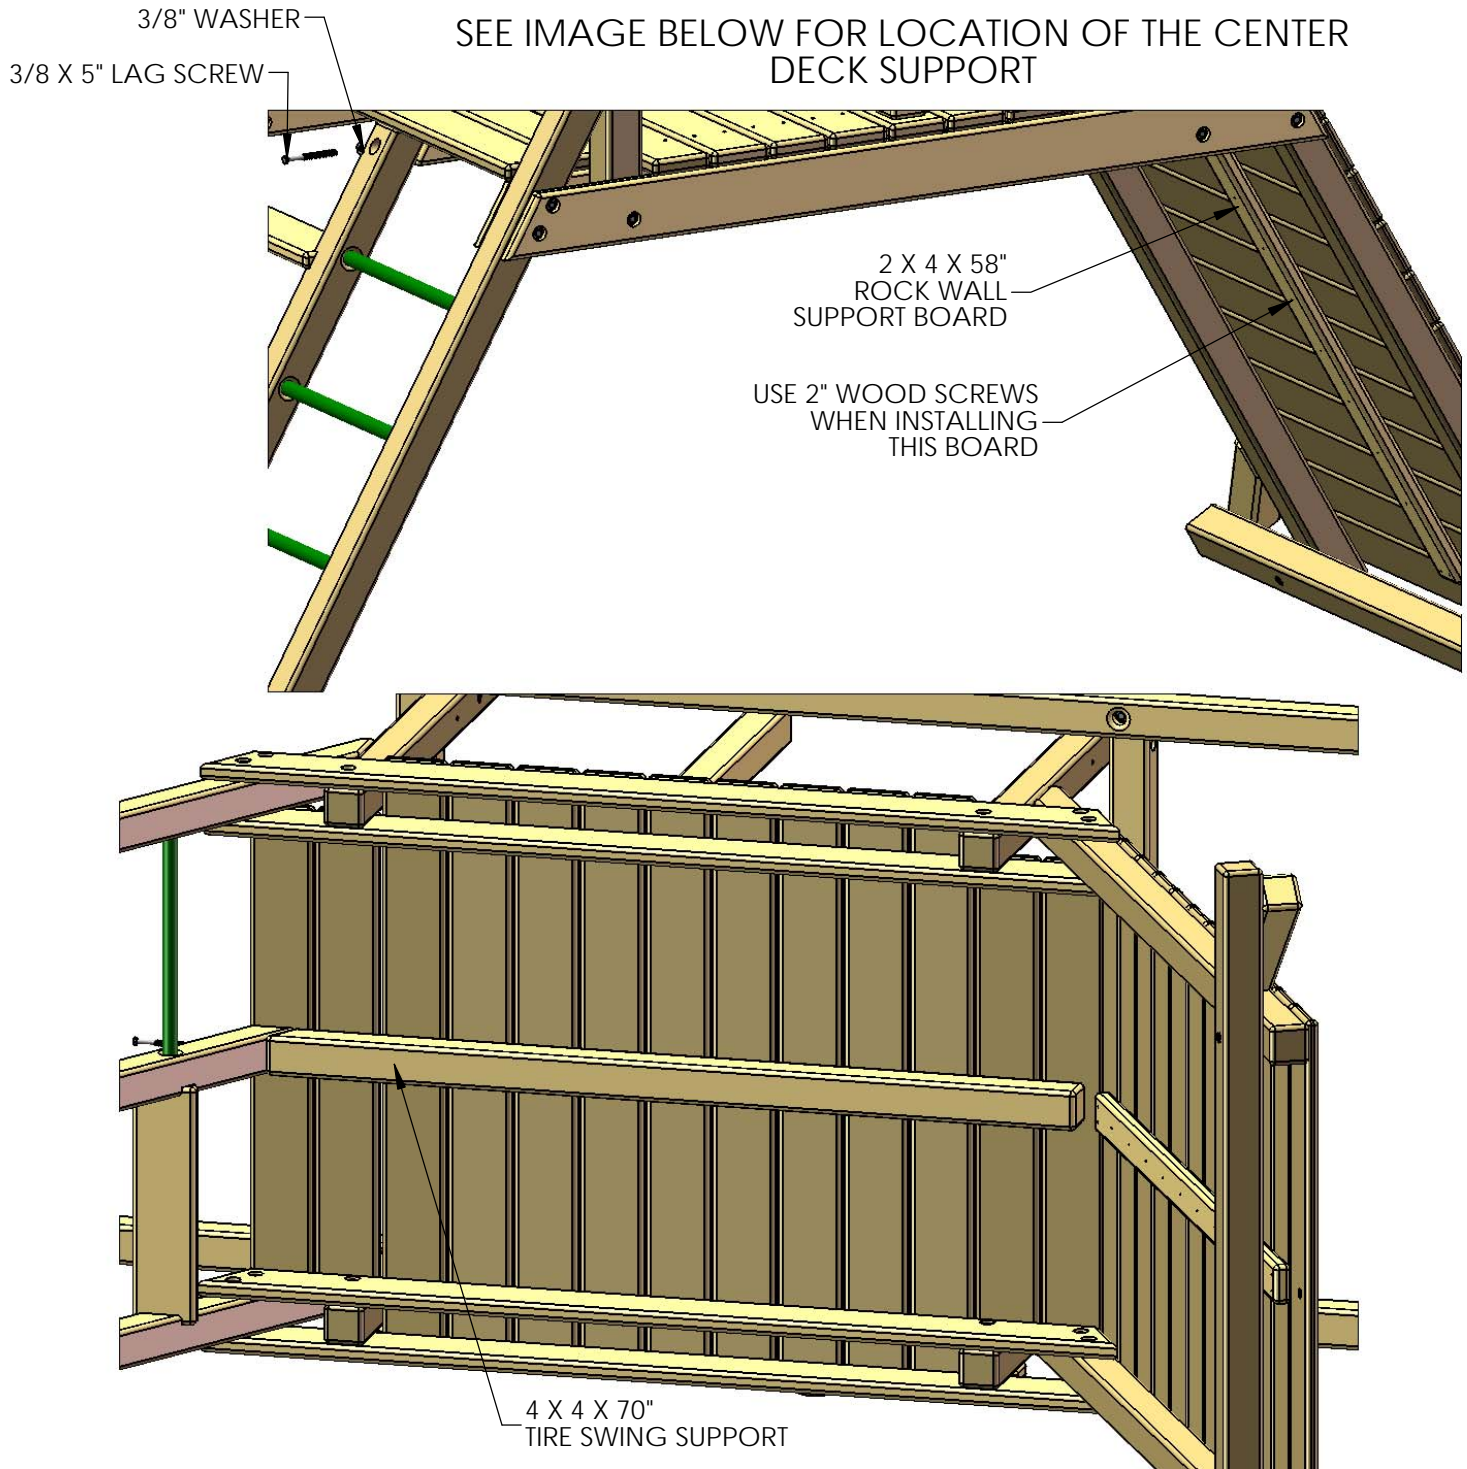 3/8" WASHER
3/8 X 5" LAG SCREW
SEE IMAGE BELOW FOR LOCATION OF THE CENTER
DECK SUPPORT
2 X 4 X 58"
ROCK WALL
SUPPORT BOARD
USE 2" WOOD SCREWS
WHEN INSTALLING
THIS BOARD
4 X 4 X 70"
TIRE SWING SUPPORT